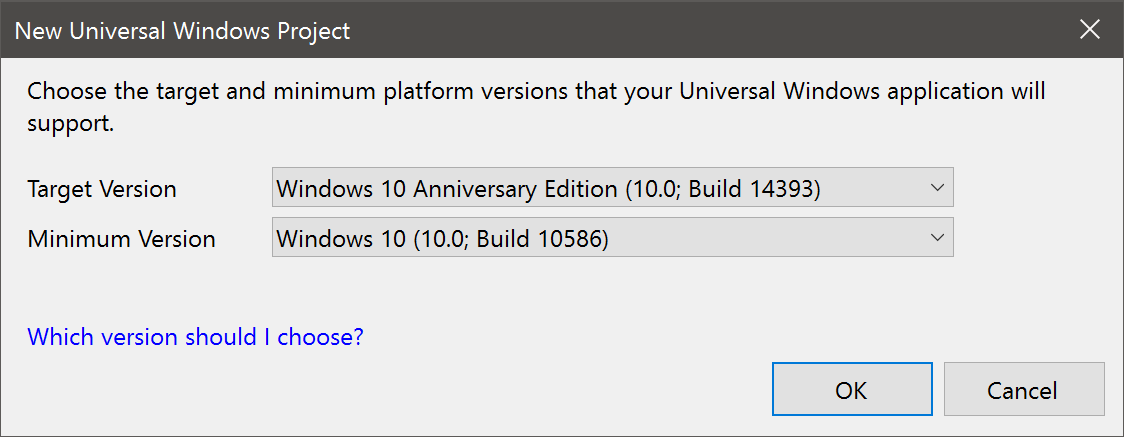 New Universal Windows Project
Choose the target and minimum platform versions that your Universal Windows application will
support.
Target Version
Windows 10 Anniversary Edition (10.0; Build 14393)
Minimum Version
Windows 10 (10.0; Build 10586)
Which version should I choose?
OK
Cancel